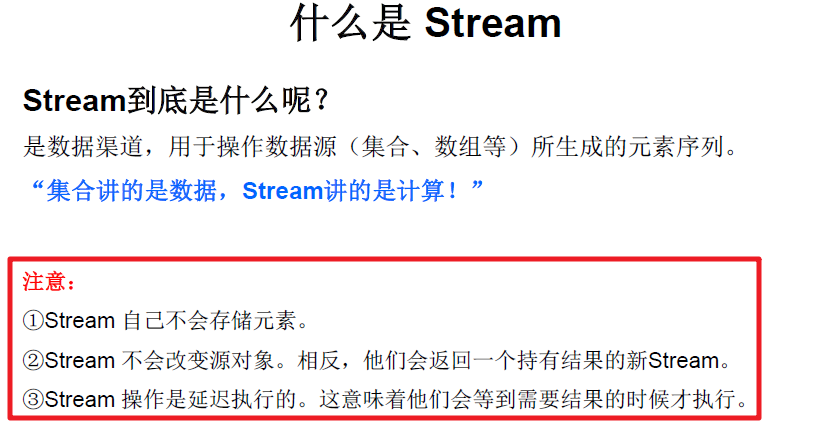 什么是 Stream
Stream到底是什么呢？
是数据渠道，用于操作数据源（集合、数组等）所生成的元素序列。
“集合讲的是数据，Stream讲的是计算！”
注意：
①Stream 自己不会存储元素。
②Stream 不会改变源对象。相反，他们会返回一个持有结果的新Stream。
③Stream 操作是延迟执行的。这意味着他们会等到需要结果的时候才执行。